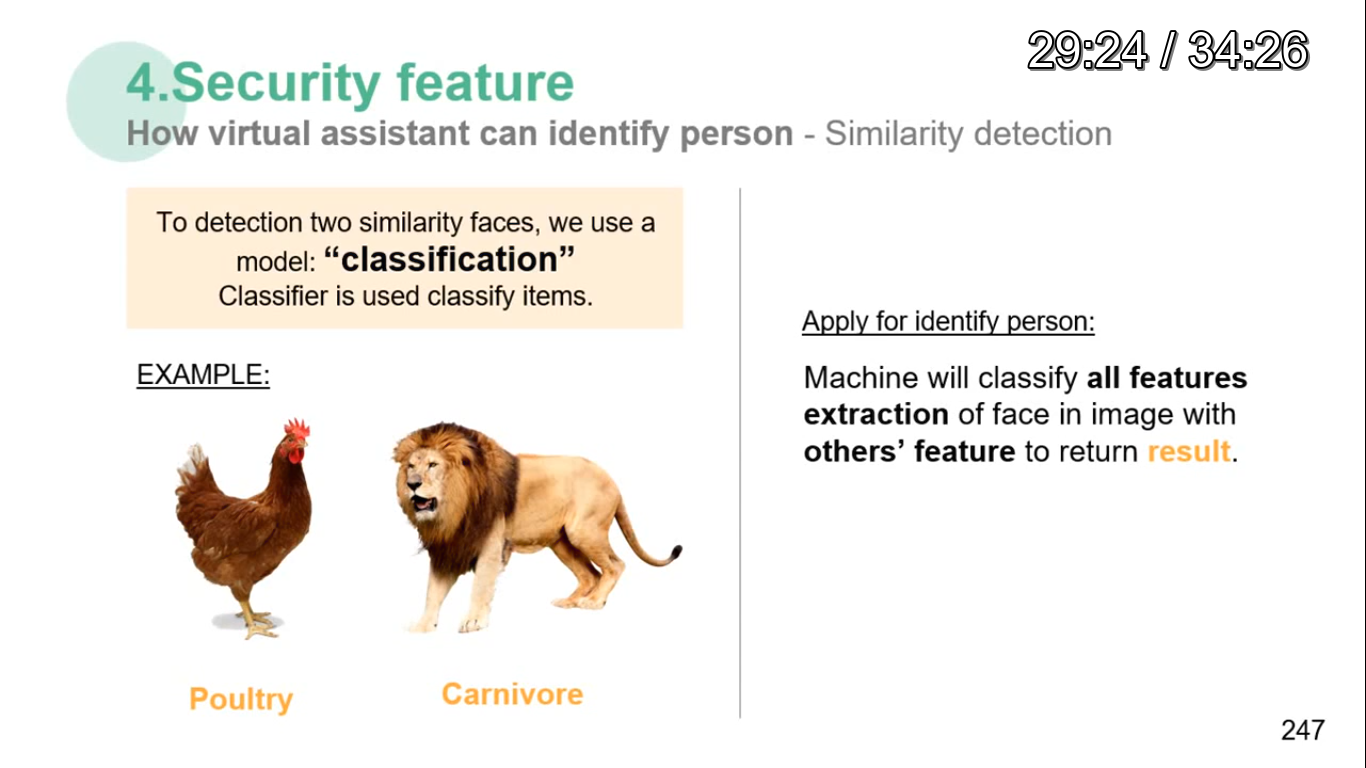 29:24 / 34:26
4.Security feature
How virtual assistant can identify person - Similarity detection
To detection two similarity faces, we use a
model: “classification”
Classifier is used classify items.
EXAMPLE:
Poultry
Carnivore
Apply for identify person:
Machine will classify all features
extraction of face in image with
others’ feature to return result.
247